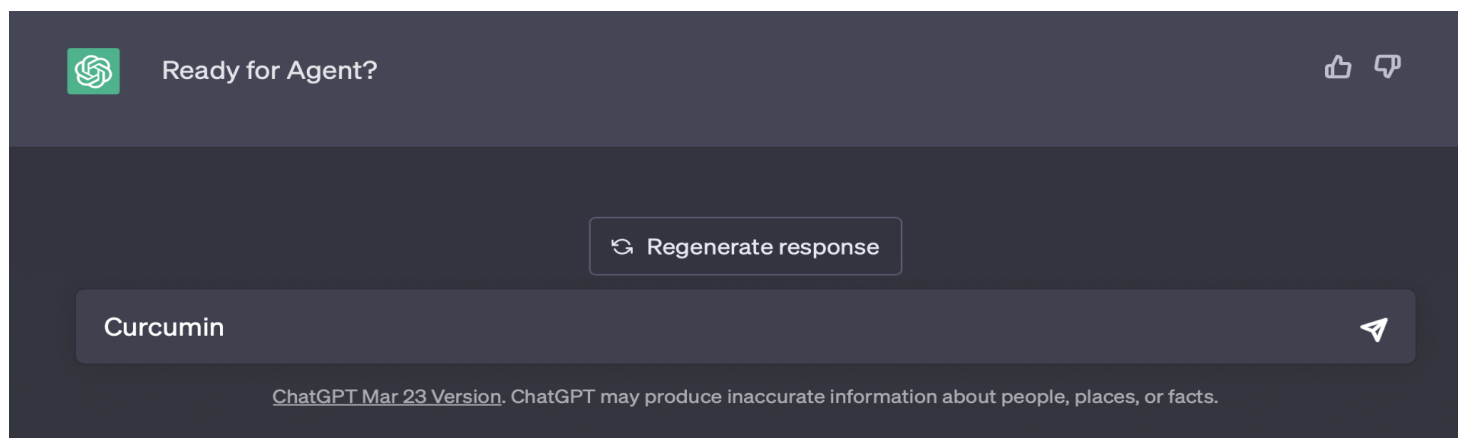 Ready for Agent?
Regenerate response
Curcumin
ChatGPT Mar 23 Version. ChatGPT may produce inaccurate information about people, places, or facts.